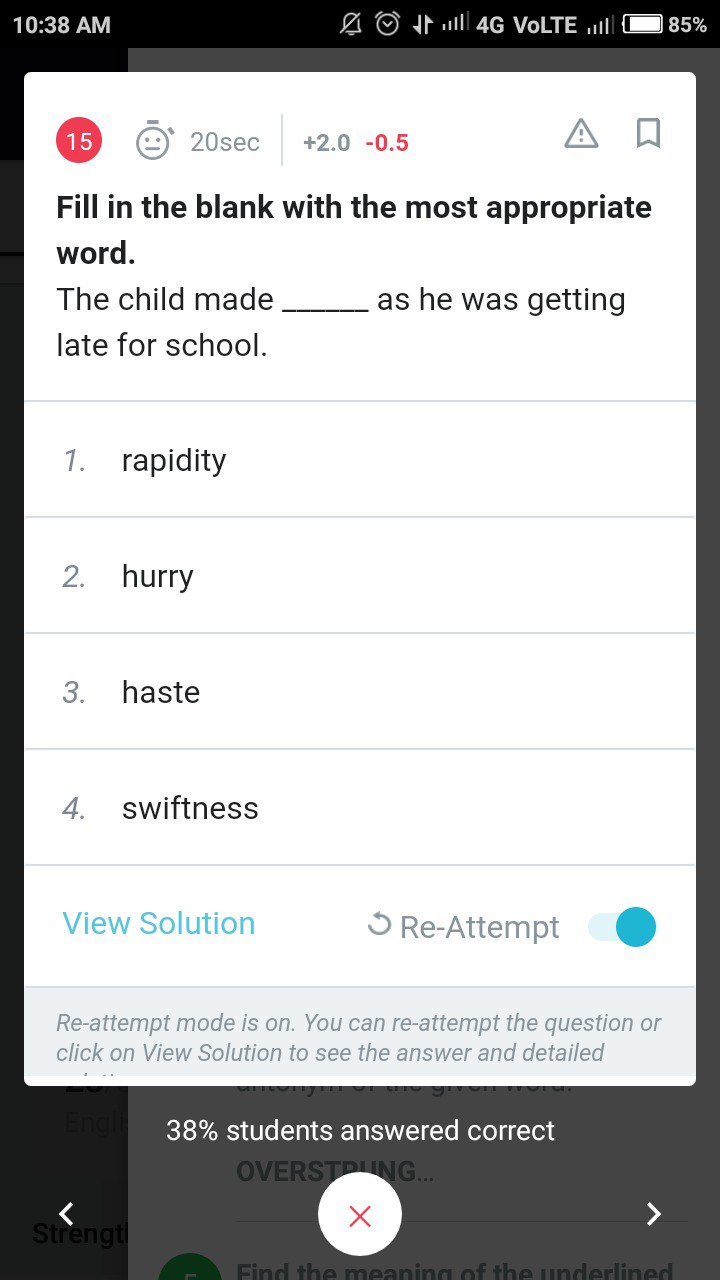 10:38 AM 4G VoLTE 85%
15 20sec +2.0 -0.5
Fill in the blank with the most appropriate
word.
The child made ______ as he was getting
late for school.
1. rapidity
2. hurry
3. haste
4. swiftness
View Solution Re-Attempt
Re-attempt mode is on. You can re-attempt the question or
click on View Solution to see the answer and detailed
antonym of the given word.
Engli
38% students answered correct
OVERSTRUNG...
Strengt
5 Find the meaning of the underlined